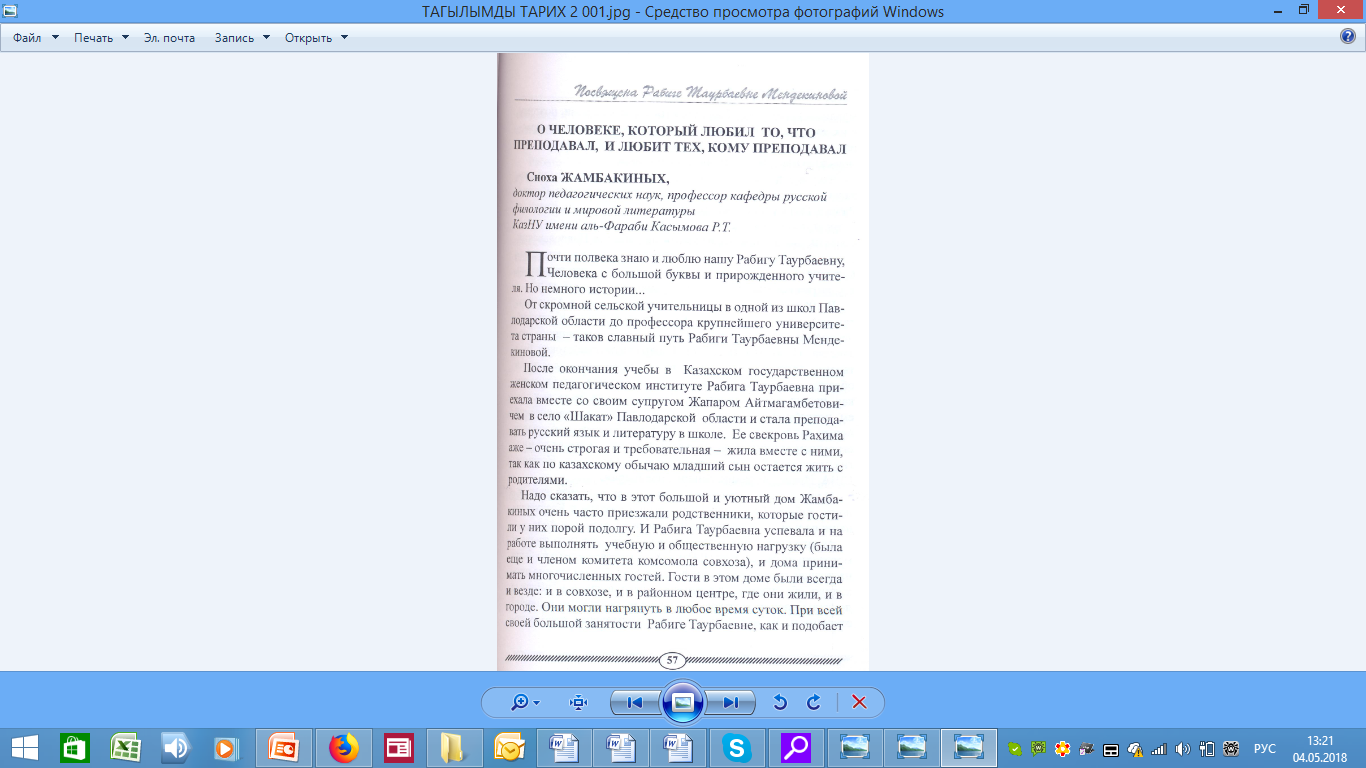 ТАГЫЛЫМДЫ ТАРИХ 2 001.jpg - Средство просмотра фотографий Windows
Файл Печать Эл. почта Запись Открыть
Посвящена Рабиге Таурбаевне Мендекиновой
О ЧЕЛОВЕКЕ, КОТОРЫЙ ЛЮБИЛ ТО, ЧТО
ПРЕПОДАВАЛ, И ЛЮБИТ ТЕХ, КОМУ ПРЕПОДАВАЛ
Сноха ЖАМБАКИНЫХ,
доктор педагогических наук, профессор кафедры русской
филологии и мировой литературы
КазНУ имени аль-Фараби Касымова Р.Т.
Почти полвека знаю и люблю нашу Рабигу Таурбаевну,
Человека с большой буквы и прирожденного учите-
ля. Но немного истории...
От скромной сельской учительницы в одной из школ Пав-
лодарской области до профессора крупнейшего университе-
та страны – таков славный путь Рабиги Таурбаевны Менде-
киновой.
После окончания учебы в Казахском государственном
женском педагогическом институте Рабига Таурбаевна при-
ехала вместе со своим супругом Жапаром Айтмагамбетови-
чем в село «Шакат» Павлодарской области и стала препода-
вать русский язык и литературу в школе. Ее свекровь Рахима
аже – очень строгая и требовательная – жила вместе с ними,
так как по казахскому обычаю младший сын остается жить с
родителями.
Надо сказать, что в этот большой и уютный дом Жамба-
киных очень часто приезжали родственники, которые гости-
ли у них порой подолгу. И Рабига Таурбаевна успевала и на
работе выполнять учебную и общественную нагрузку (была
еще и членом комитета комсомола совхоза), и дома прини-
мать многочисленных гостей. Гости в этом доме были всегда
и везде: и в совхозе, и в районном центре, где они жили, и в
городе. Они могли нагрянуть в любое время суток. При всей
своей большой занятости Рабиге Таурбаевне, как и подобает
57
РУС
13:21
04.05.2018